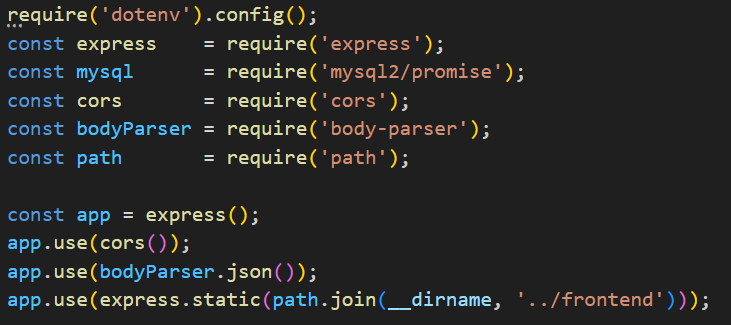 require('dotenv').config();
const express    = require('express');
const mysql      = require('mysql2/promise');
const cors       = require('cors');
const bodyParser = require('body-parser');
const path       = require('path');

const app = express();
app.use(cors());
app.use(bodyParser.json());
app.use(express.static(path.join(__dirname, '../frontend')));